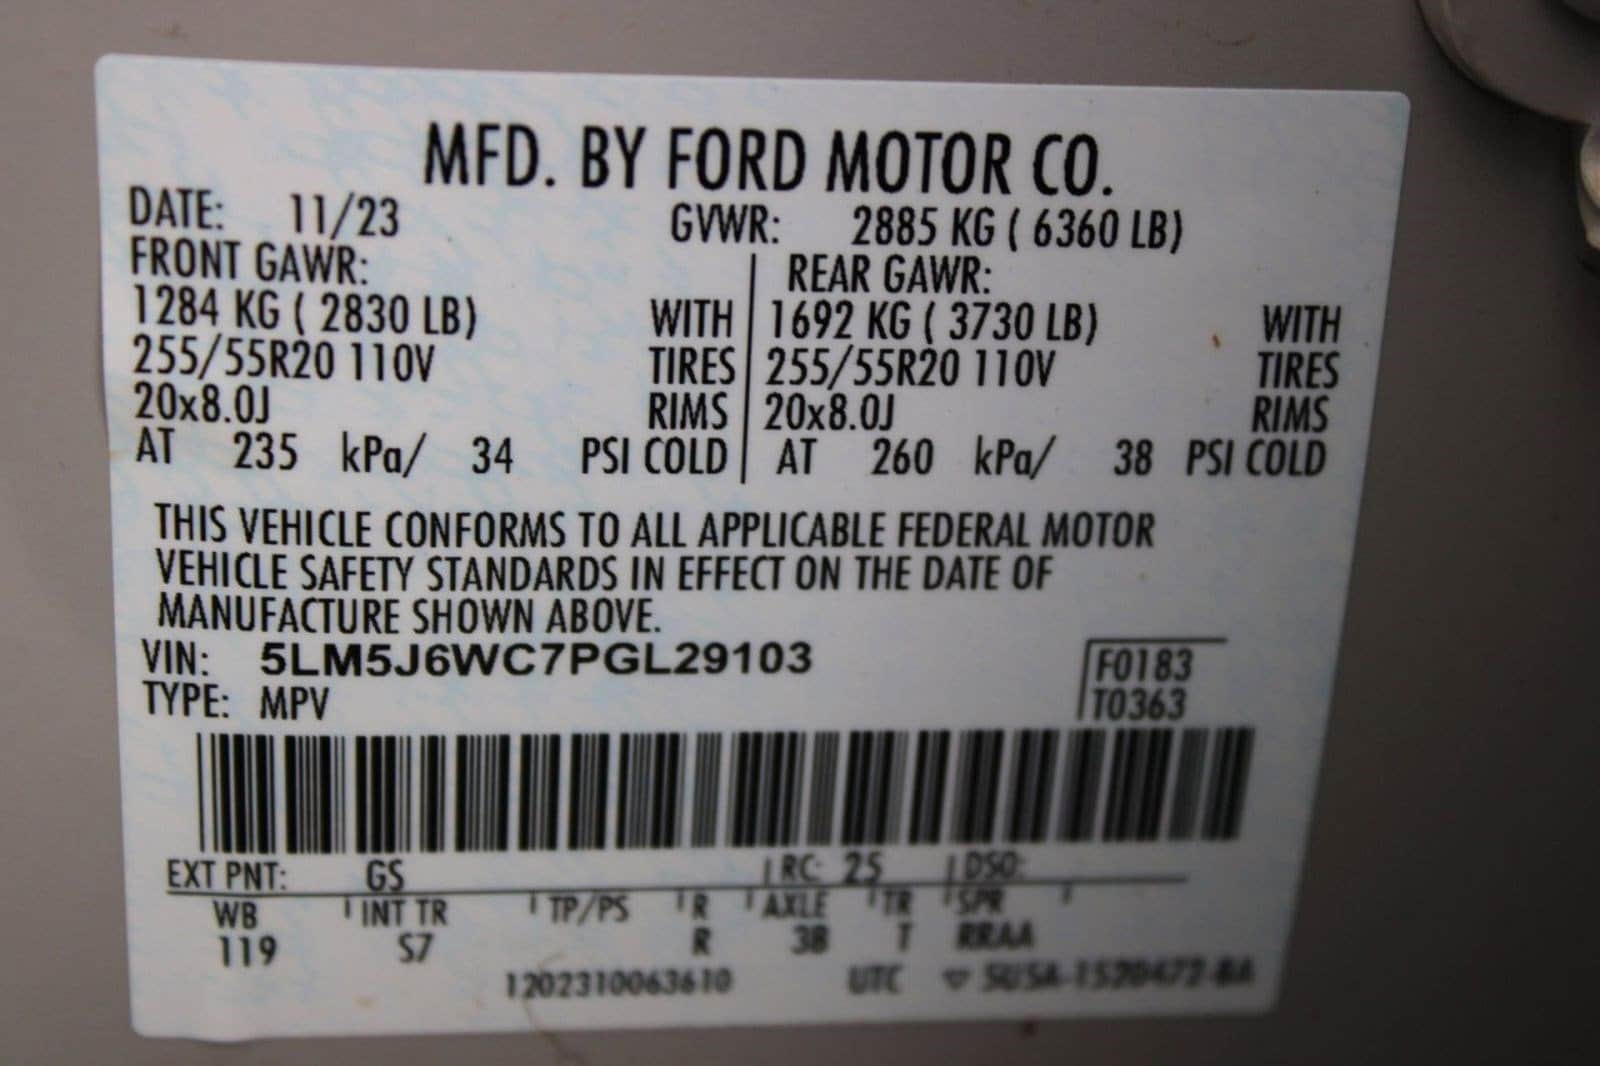 MFD. BY FORD MOTOR CO.
DATE: 11/23 GVWR: 2885 KG ( 6360 LB)
FRONT GAWR: REAR GAWR:
1284 KG ( 2830 LB) WITH 1692 KG ( 3730 LB) WITH
255/55R20 110V TIRES 255/55R20 110V TIRES
20x8.0J RIMS 20x8.0J RIMS
AT 235 kPa/ 34 PSI COLD AT 260 kPa/ 38 PSI COLD
THIS VEHICLE CONFORMS TO ALL APPLICABLE FEDERAL MOTOR
VEHICLE SAFETY STANDARDS IN EFFECT ON THE DATE OF
MANUFACTURE SHOWN ABOVE.
VIN: 5LM5J6WC7PGL29103 F0183
TYPE: MPV T0363
EXT PNT: GS RC: 25 DSO:
WB INT TR TP/PS R AXLE TR SPR
119 S7 R 38 T RRAA
1202310063610 UTC 5USA-1520472-BA